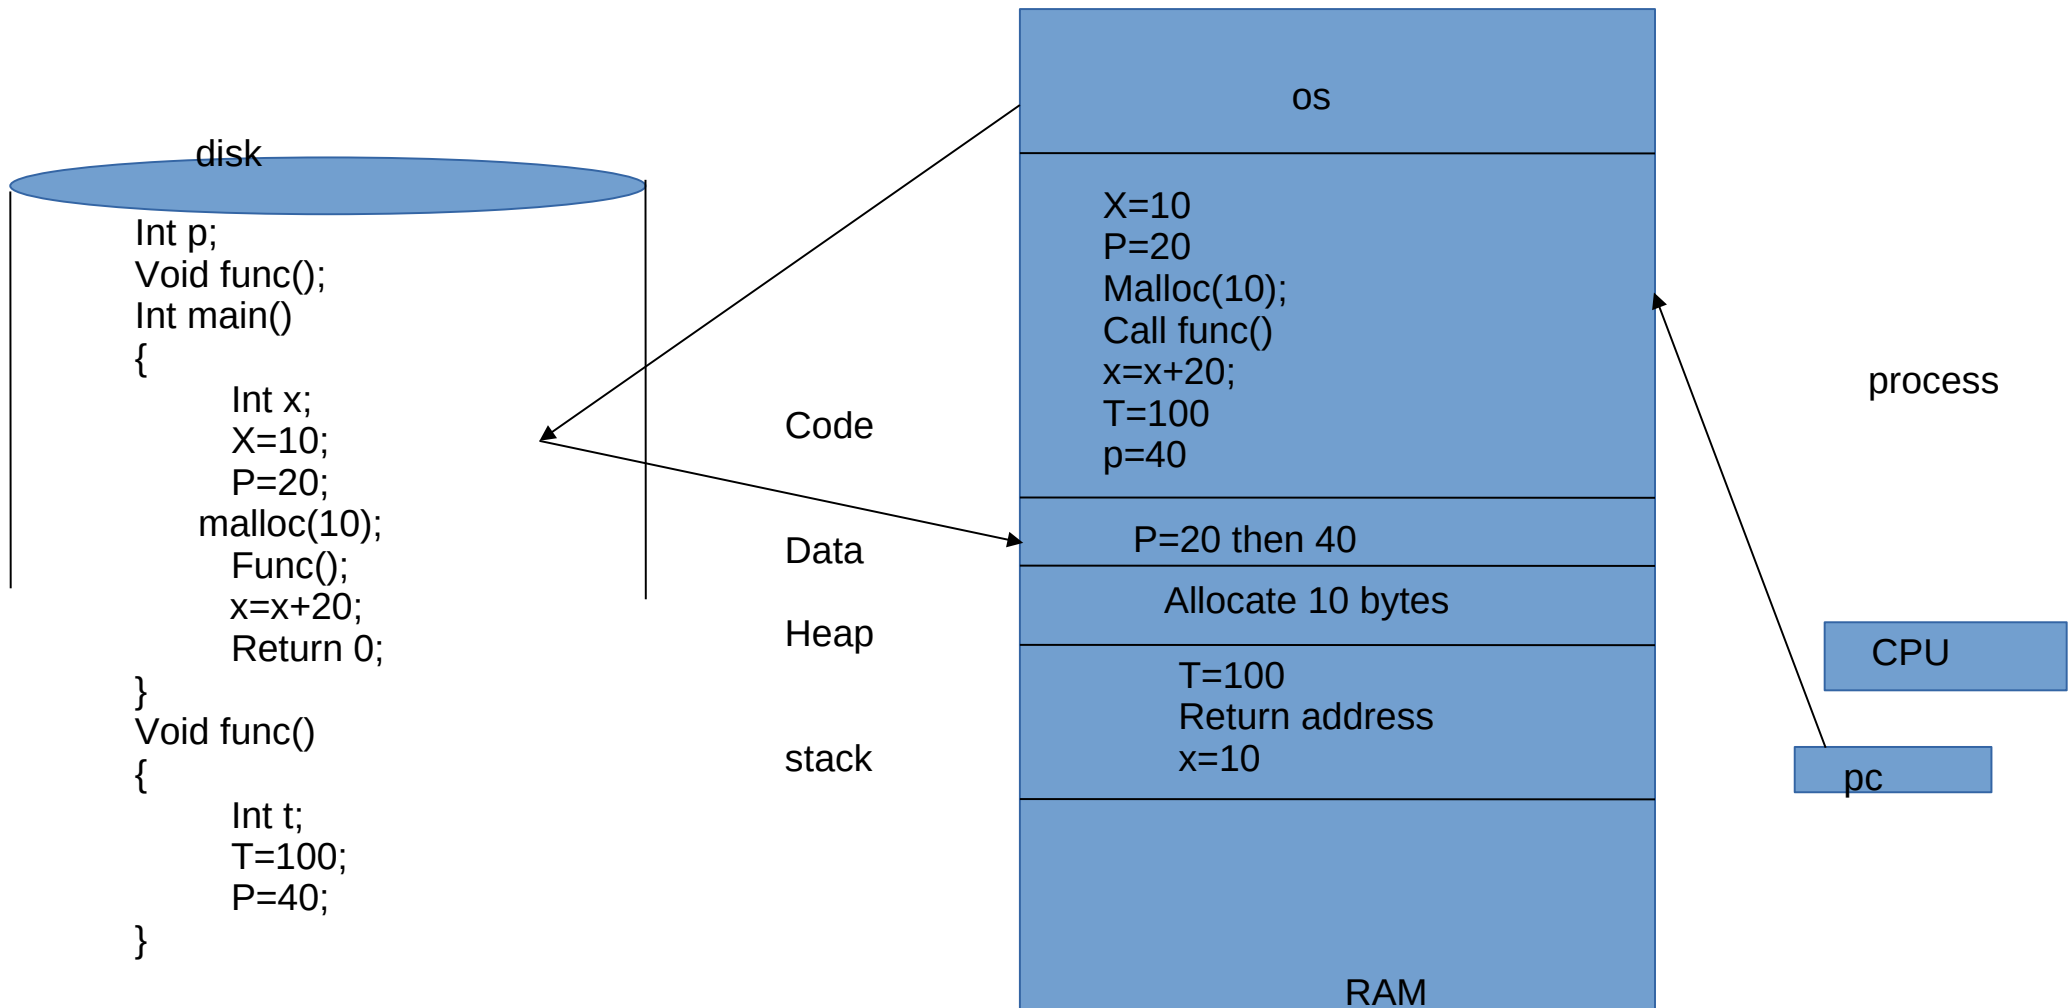 disk
Int p;
Void func();
Int main()
{
Int x;
X=10;
P=20;
malloc(10);
Func();
x=x+20;
Return 0;
}
Void func()
{
Int t;
T=100;
P=40;
}
Code
Data
Heap
stack
os
X=10
P=20
Malloc(10);
Call func()
x=x+20;
T=100
p=40
P=20 then 40
Allocate 10 bytes
T=100
Return address
x=10
RAM
process
CPU
pc